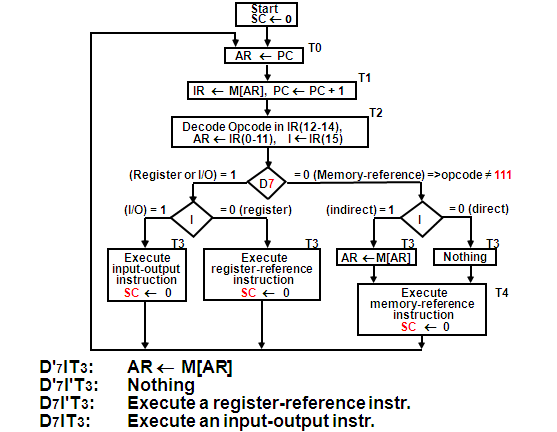 Start
SC ← 0
T0
AR ← PC
T1
IR ← M[AR], PC ← PC + 1
T2
Decode Opcode in IR(12-14),
AR ← IR(0-11), I ← IR(15)
(Register or I/O) = 1
D7
= 0 (Memory-reference) =>opcode ≠ 111
(I/O) = 1
I
= 0 (register)
(indirect) = 1
I
= 0 (direct)
T3
T3
T3
T3
Execute
input-output
instruction
SC ← 0
Execute
register-reference
instruction
SC ← 0
AR ←M[AR]
Nothing
T4
Execute
memory-reference
instruction
SC ← 0
D'7IT3: AR ← M[AR]
D'7I'T3: Nothing
D7I'T3: Execute a register-reference instr.
D7IT3: Execute an input-output instr.